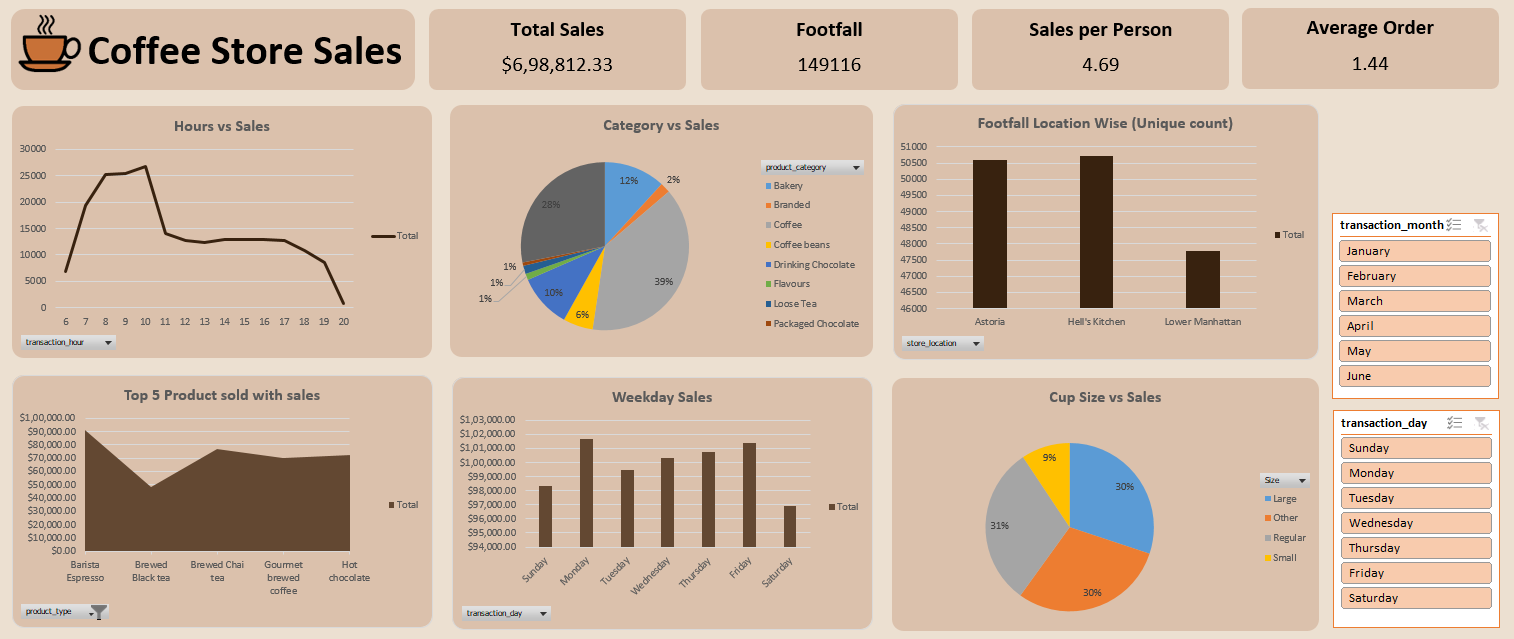 Coffee Store Sales
Total Sales
$6,98,812.33
Footfall
149116
Sales per Person
4.69
Average Order
1.44
Hours vs Sales
30000
25000
20000
15000
10000
5000
0
6 7 8 9 10 11 12 13 14 15 16 17 18 19 20
Total
transaction_hour
Category vs Sales
12%
2%
39%
6%
10%
1%
1%
1%
28%
product_category
Bakery
Branded
Coffee
Coffee beans
Drinking Chocolate
Flavours
Loose Tea
Packaged Chocolate
Footfall Location Wise (Unique count)
51000
50500
50000
49500
49000
48500
48000
47500
47000
46500
46000
Astoria Hell's Kitchen Lower Manhattan
Total
store_location
transaction_month
January
February
March
April
May
June
Top 5 Product sold with sales
$1,00,000.00
$90,000.00
$80,000.00
$70,000.00
$60,000.00
$50,000.00
$40,000.00
$30,000.00
$20,000.00
$10,000.00
$0.00
Barista
Espresso
Brewed
Black tea
Brewed Chai
tea
Gourmet
brewed
coffee
Hot
chocolate
Total
product_type
Weekday Sales
$1,03,000.00
$1,02,000.00
$1,01,000.00
$1,00,000.00
$99,000.00
$98,000.00
$97,000.00
$96,000.00
$95,000.00
$94,000.00
Sunday
Monday
Tuesday
Wednesday
Thursday
Friday
Saturday
Total
transaction_day
Cup Size vs Sales
9%
30%
31%
30%
Size
Large
Other
Regular
Small
transaction_day
Sunday
Monday
Tuesday
Wednesday
Thursday
Friday
Saturday